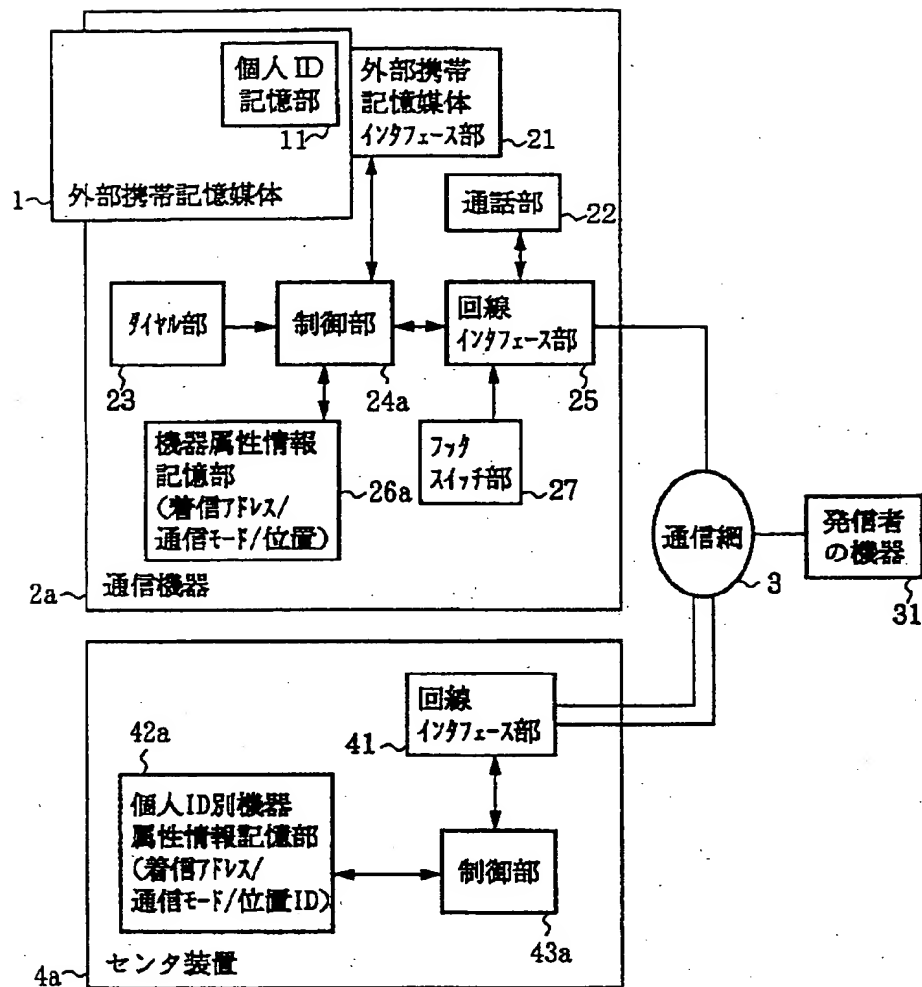 個人ID
記憶部
11
外部携帯
記憶媒体
インタフェース部
21
1
外部携帯記憶媒体
通話部
22
ダイヤル部
23
制御部
24a
回線
インタフェース部
25
機器属性情報
記憶部
(着信アドレス/
通信モード/位置)
26a
フッタ
スイッチ部
27
2a
通信機器
通信網
3
発信者
の機器
31
回線
インタフェース部
41
42a
個人ID別機器
属性情報記憶部
(着信アドレス/
通信モード/位置ID)
制御部
43a
4a
センタ装置